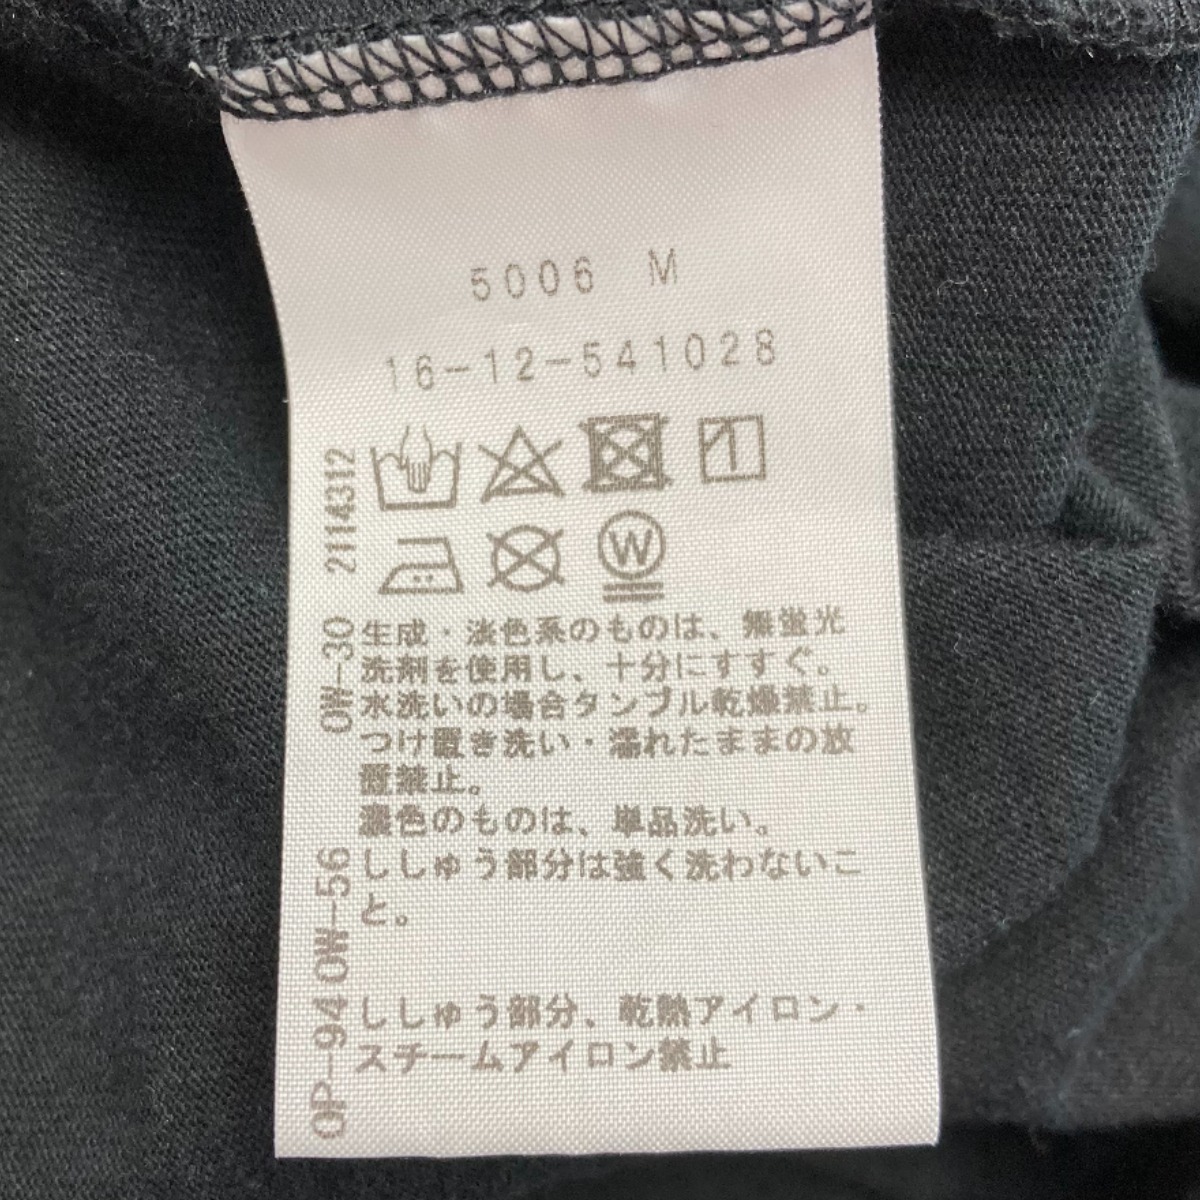 5006 M
16-12-541028
W
生成・淡色系のものは、無蛍光
洗剤を使用し、十分にすすぐ。
水洗いの場合タンブル乾燥禁止。
つけ置き洗い・濡れたままの放
置禁止。
濃色のものは、単品洗い。
ししゅう部分は強く洗わないこ
と。
ししゅう部分、乾熱アイロン・
スチームアイロン禁止
OP-94 OW-56 OW-30 2114312